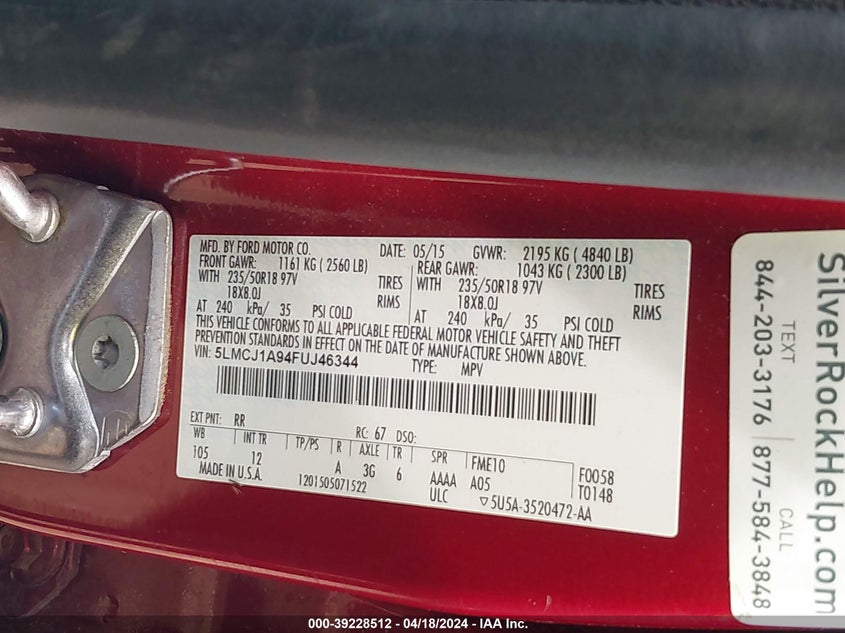 MFD. BY FORD MOTOR CO. DATE: 05/15 GVWR: 2195 KG ( 4840 LB)
FRONT GAWR: 1161 KG ( 2560 LB) REAR GAWR: 1043 KG ( 2300 LB)
WITH 235/50R18 97V TIRES WITH 235/50R18 97V TIRES
18X8.0J RIMS 18X8.0J RIMS
AT 240 kPa/ 35 PSI COLD AT 240 kPa/ 35 PSI COLD
THIS VEHICLE CONFORMS TO ALL APPLICABLE FEDERAL MOTOR VEHICLE SAFETY AND THEFT
PREVENTION STANDARDS IN EFFECT ON THE DATE OF MANUFACTURE SHOWN ABOVE.
VIN: 5LMCJ1A94FUJ46344 TYPE: MPV
EXT PNT: RR RC: 67 DSO:
WB INT TR TP/PS R AXLE TR SPR FME10 F0058
105 12 A 3G 6 AAAA A05 T0148
MADE IN U.S.A. 1201505071522 ULC ▽5U5A-3520472-AA
SilverRockHelp.com
TEXT CALL
844-203-3176 877-584-3848
000-39228512 - 04/18/2024 - IAA Inc.